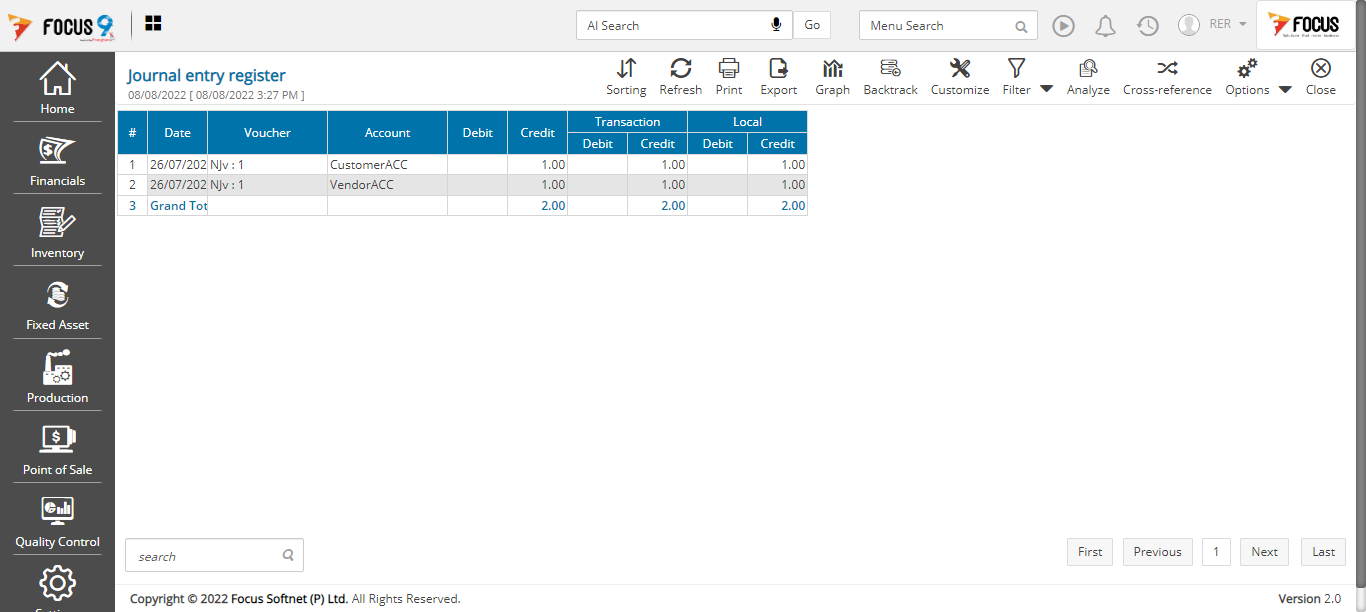 FOCUS 9
AI Search
Go
Menu Search
RER
FOCUS
Home
Financials
Inventory
Fixed Asset
Production
Point of Sale
Quality Control
Journal entry register
08/08/2022 [ 08/08/2022 3:27 PM ]
Sorting Refresh Print Export Graph Backtrack Customize Filter Analyze Cross-reference Options Close
# Date Voucher Account Debit Credit Transaction Local
Debit Credit Debit Credit
1 26/07/202 NJv : 1 CustomerACC 1.00 1.00 1.00
2 26/07/202 NJv : 1 VendorACC 1.00 1.00 1.00
3 Grand Tot 2.00 2.00 2.00
search
First Previous 1 Next Last
Copyright © 2022 Focus Softnet (P) Ltd. All Rights Reserved.
Version 2.0